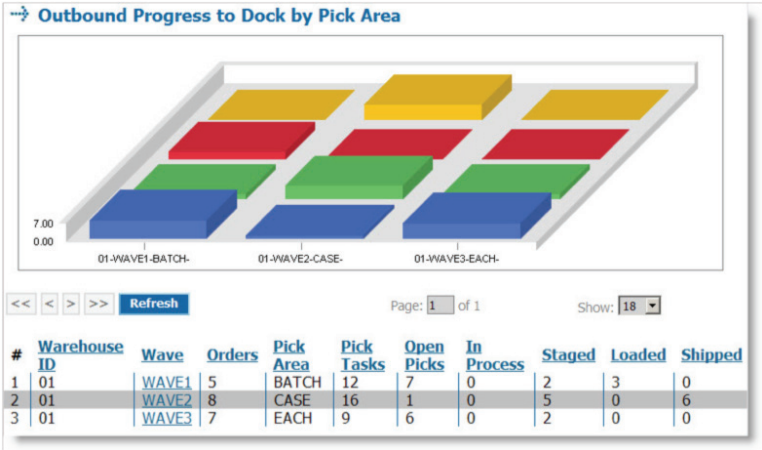 Outbound Progress to Dock by Pick Area
7.00
0.00
01-WAVE1-BATCH-
01-WAVE2-CASE-
01-WAVE3-EACH-
<< < > >> Refresh Page: 1 of 1 Show: 18
# Warehouse ID Wave Orders Pick Area Pick Tasks Open Picks In Process Staged Loaded Shipped
1 01 WAVE1 5 BATCH 12 7 0 2 3 0
2 01 WAVE2 8 CASE 16 1 0 5 0 6
3 01 WAVE3 7 EACH 9 6 0 2 0 0